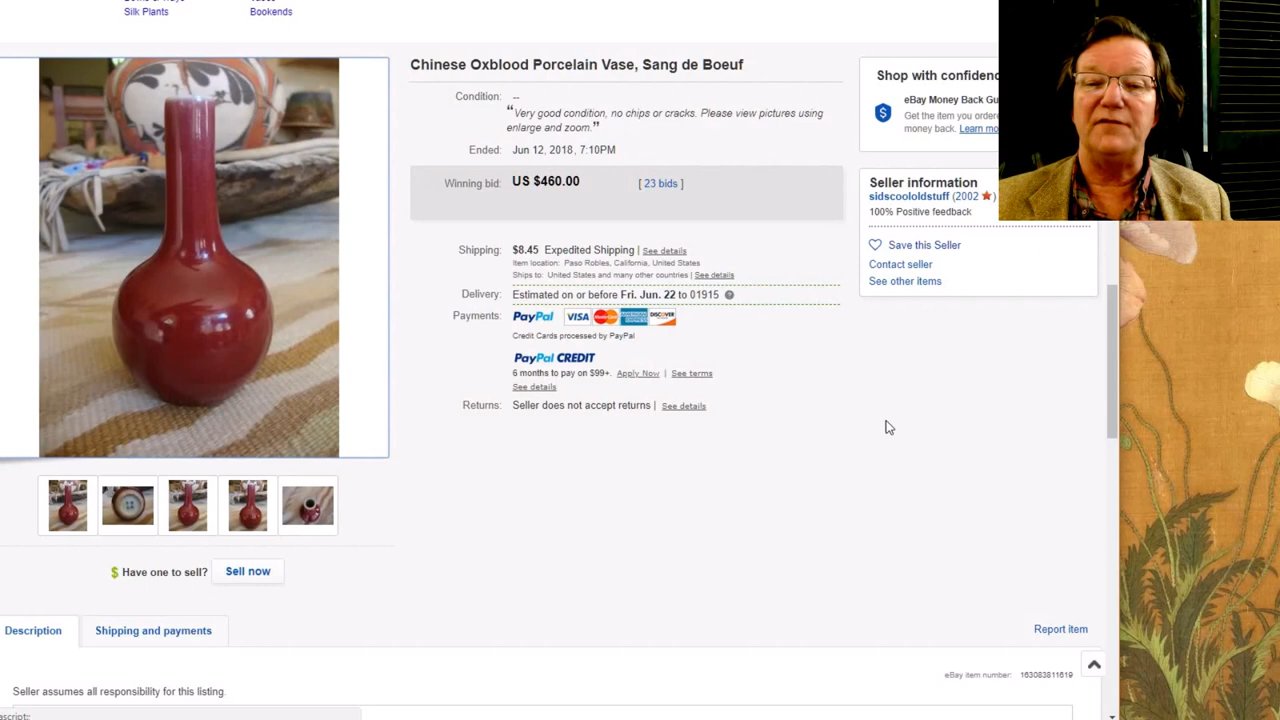 Silk Plants
Bookends
Chinese Oxblood Porcelain Vase, Sang de Boeuf
Condition: --
“Very good condition, no chips or cracks. Please view pictures using
enlarge and zoom.”
Ended: Jun 12, 2018, 7:10PM
Winning bid: US $460.00 [ 23 bids ]
Shipping: $8.45 Expedited Shipping | See details
Item location: Paso Robles, California, United States
Ships to: United States and many other countries | See details
Delivery: Estimated on or before Fri. Jun. 22 to 01915
Payments: PayPal VISA MasterCard AMERICAN EXPRESS DISCOVER
Credit Cards processed by PayPal
PayPal CREDIT
6 months to pay on $99+. Apply Now | See terms
See details
Returns: Seller does not accept returns | See details
Shop with confidenc
eBay Money Back Gu
Get the item you ordere
money back. Learn mo
Seller information
sidscoololdstuff (2002 )
100% Positive feedback
Save this Seller
Contact seller
See other items
$ Have one to sell? Sell now
Description
Shipping and payments
Report item
eBay item number: 163083811619
Seller assumes all responsibility for this listing.